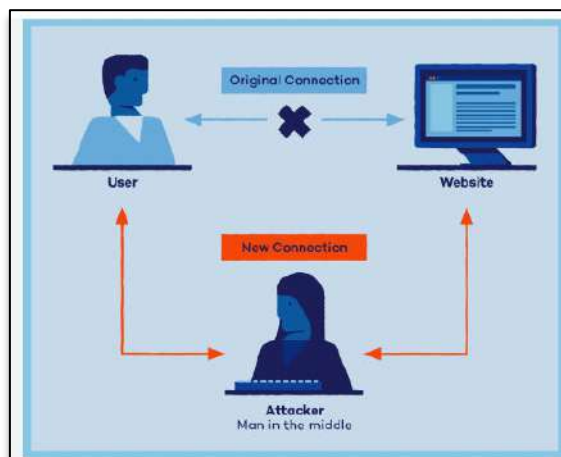 Original Connection
User
Website
New Connection
Attacker
Man in the middle